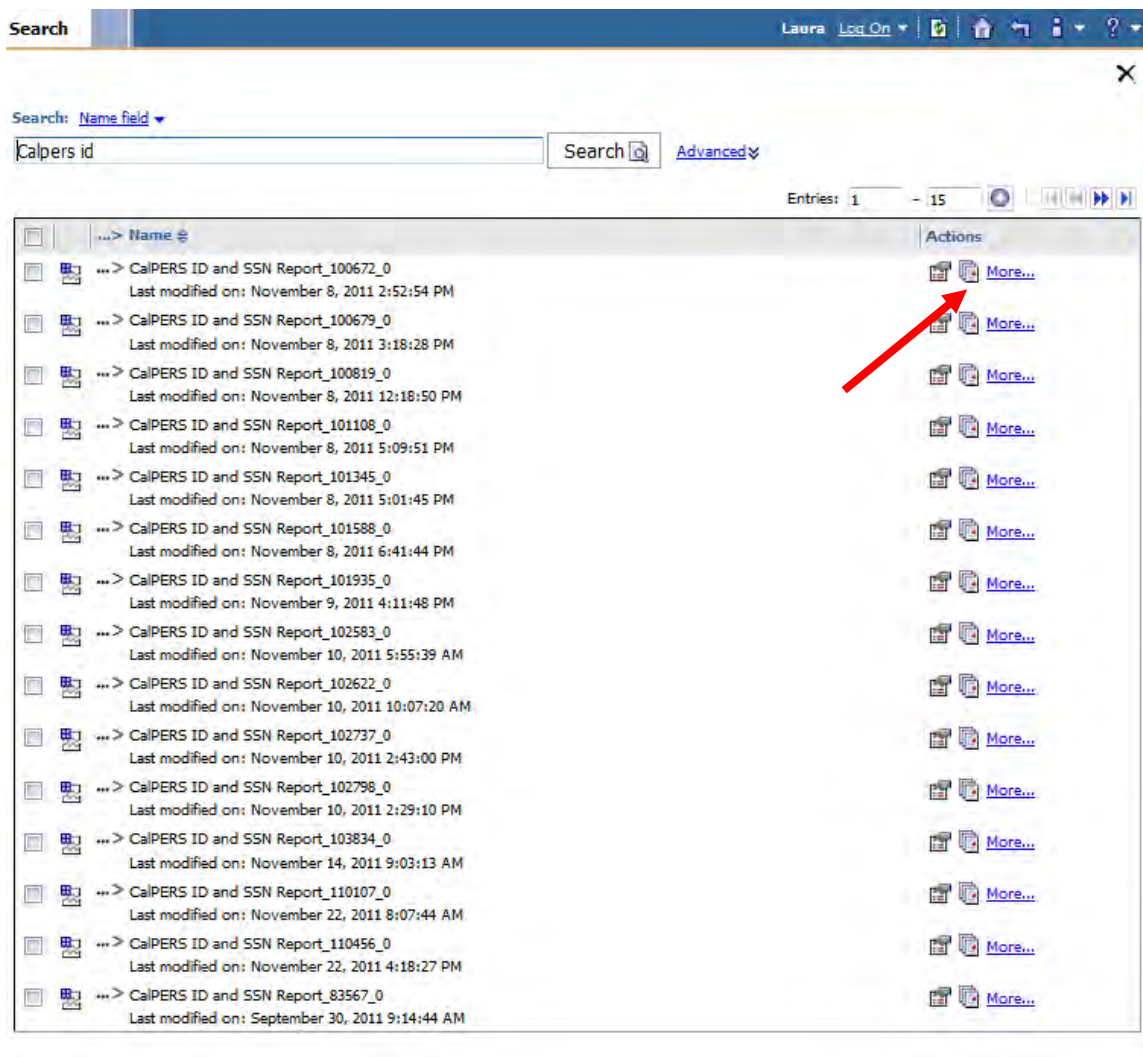 Search Laura Log On ?
Search: Name field
Calpers id Search Advanced
Entries: 1 - 15
...> Name Actions
...> CalPERS ID and SSN Report_100672_0 More...
Last modified on: November 8, 2011 2:52:54 PM
...> CalPERS ID and SSN Report_100679_0 More...
Last modified on: November 8, 2011 3:18:28 PM
...> CalPERS ID and SSN Report_100819_0 More...
Last modified on: November 8, 2011 12:18:50 PM
...> CalPERS ID and SSN Report_101108_0 More...
Last modified on: November 8, 2011 5:09:51 PM
...> CalPERS ID and SSN Report_101345_0 More...
Last modified on: November 8, 2011 5:01:45 PM
...> CalPERS ID and SSN Report_101588_0 More...
Last modified on: November 8, 2011 6:41:44 PM
...> CalPERS ID and SSN Report_101935_0 More...
Last modified on: November 9, 2011 4:11:48 PM
...> CalPERS ID and SSN Report_102583_0 More...
Last modified on: November 10, 2011 5:55:39 AM
...> CalPERS ID and SSN Report_102622_0 More...
Last modified on: November 10, 2011 10:07:20 AM
...> CalPERS ID and SSN Report_102737_0 More...
Last modified on: November 10, 2011 2:43:00 PM
...> CalPERS ID and SSN Report_102798_0 More...
Last modified on: November 10, 2011 2:29:10 PM
...> CalPERS ID and SSN Report_103834_0 More...
Last modified on: November 14, 2011 9:03:13 AM
...> CalPERS ID and SSN Report_110107_0 More...
Last modified on: November 22, 2011 8:07:44 AM
...> CalPERS ID and SSN Report_110456_0 More...
Last modified on: November 22, 2011 4:18:27 PM
...> CalPERS ID and SSN Report_83567_0 More...
Last modified on: September 30, 2011 9:14:44 AM